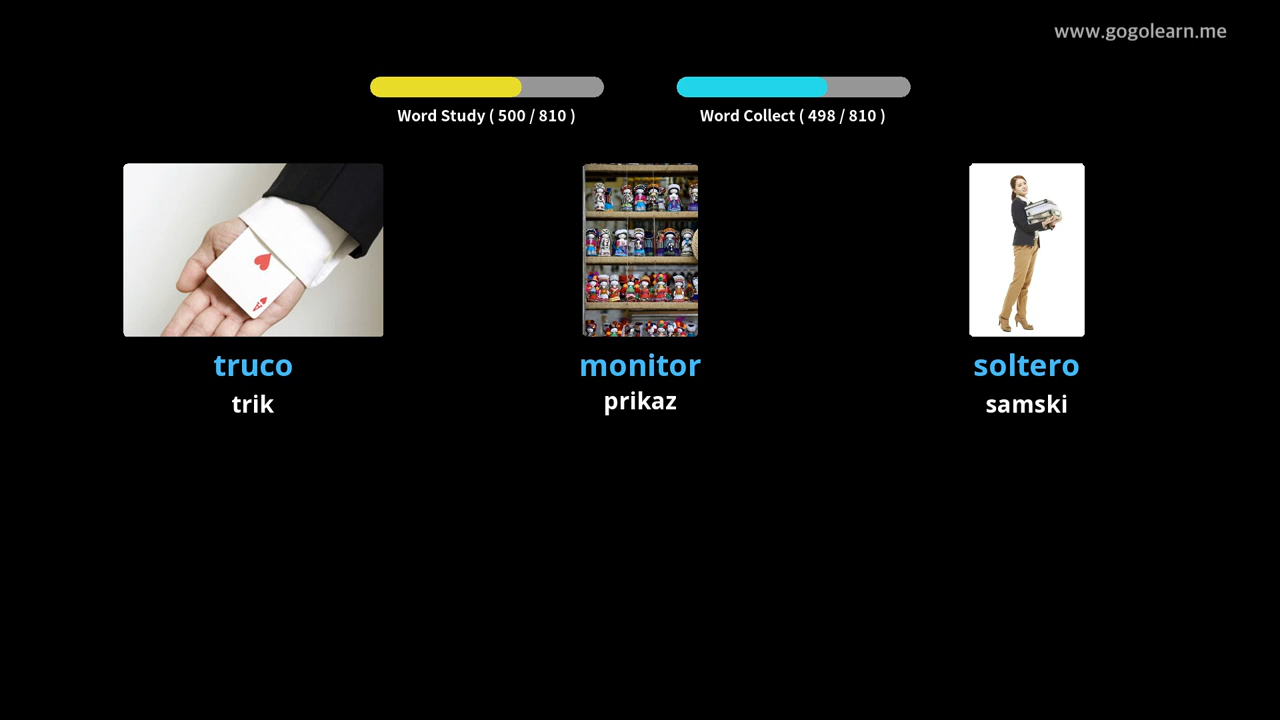 www.gogolearn.me
Word Study ( 500 / 810 )
Word Collect ( 498 / 810 )
truco
monitor
soltero
trik
prikaz
samski